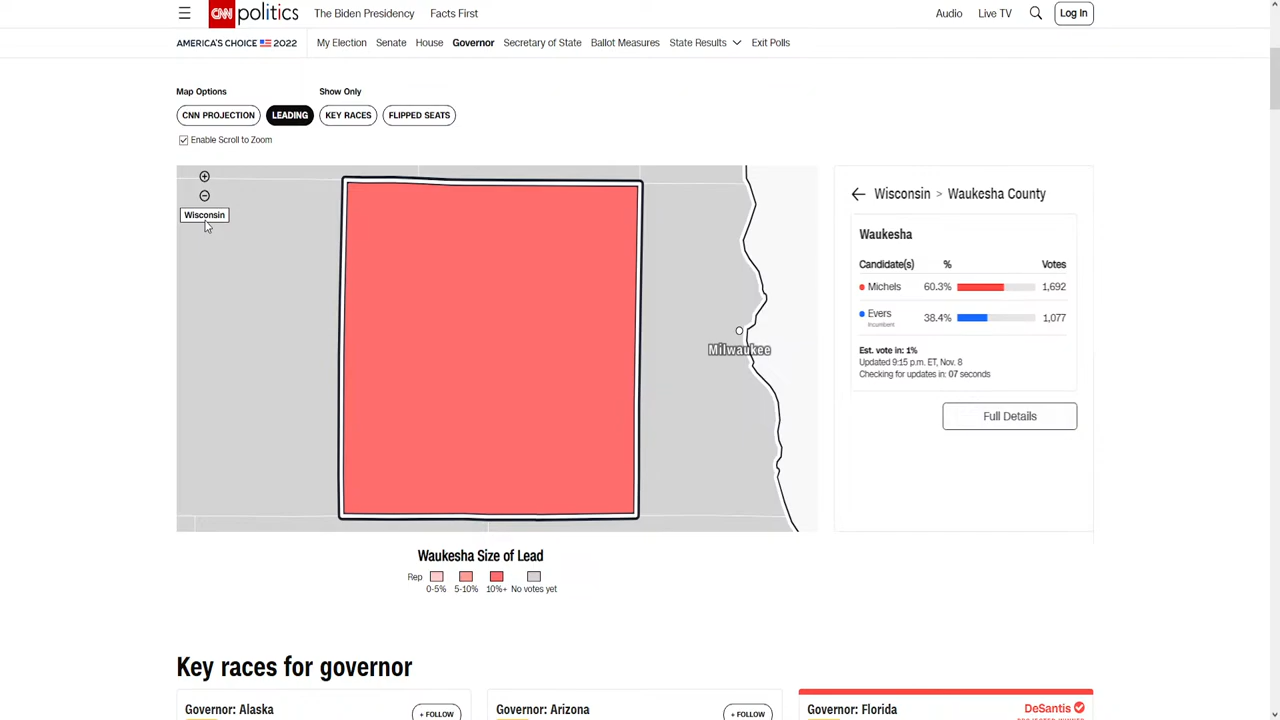 CNN politics The Biden Presidency Facts First Audio Live TV Log In
AMERICA'S CHOICE 2022 My Election Senate House Governor Secretary of State Ballot Measures State Results Exit Polls
Map Options Show Only
CNN PROJECTION LEADING KEY RACES FLIPPED SEATS
Enable Scroll to Zoom
Wisconsin
Milwaukee
Wisconsin > Waukesha County
Waukesha
Candidate(s) % Votes
Michels 60.3% 1,692
Evers 38.4% 1,077
Incumbent
Est. vote in: 1%
Updated 9:15 p.m. ET, Nov. 8
Checking for updates in: 07 seconds
Full Details
Waukesha Size of Lead
Rep
0-5% 5-10% 10%+ No votes yet
Key races for governor
Governor: Alaska + FOLLOW
Governor: Arizona + FOLLOW
Governor: Florida DeSantis
PROJECTED WINNER